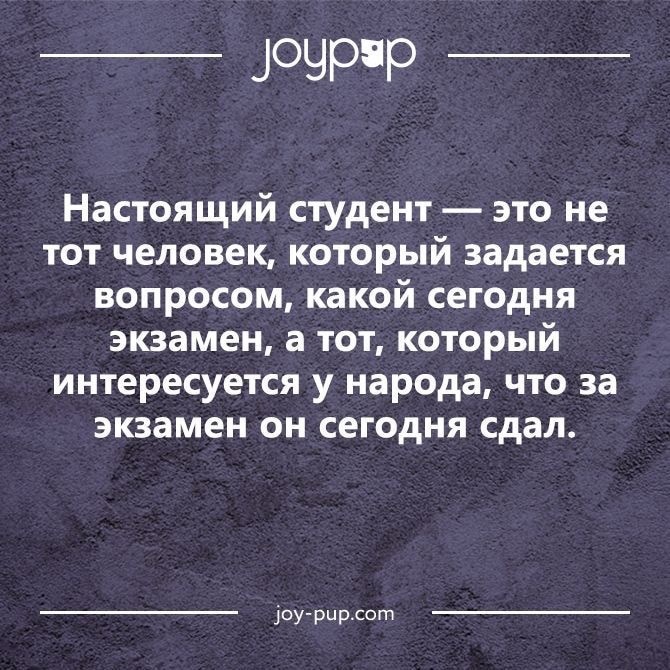 joypup
Настоящий студент — это не
тот человек, который задается
вопросом, какой сегодня
экзамен, а тот, который
интересуется у народа, что за
экзамен он сегодня сдал.
joy-pup.com